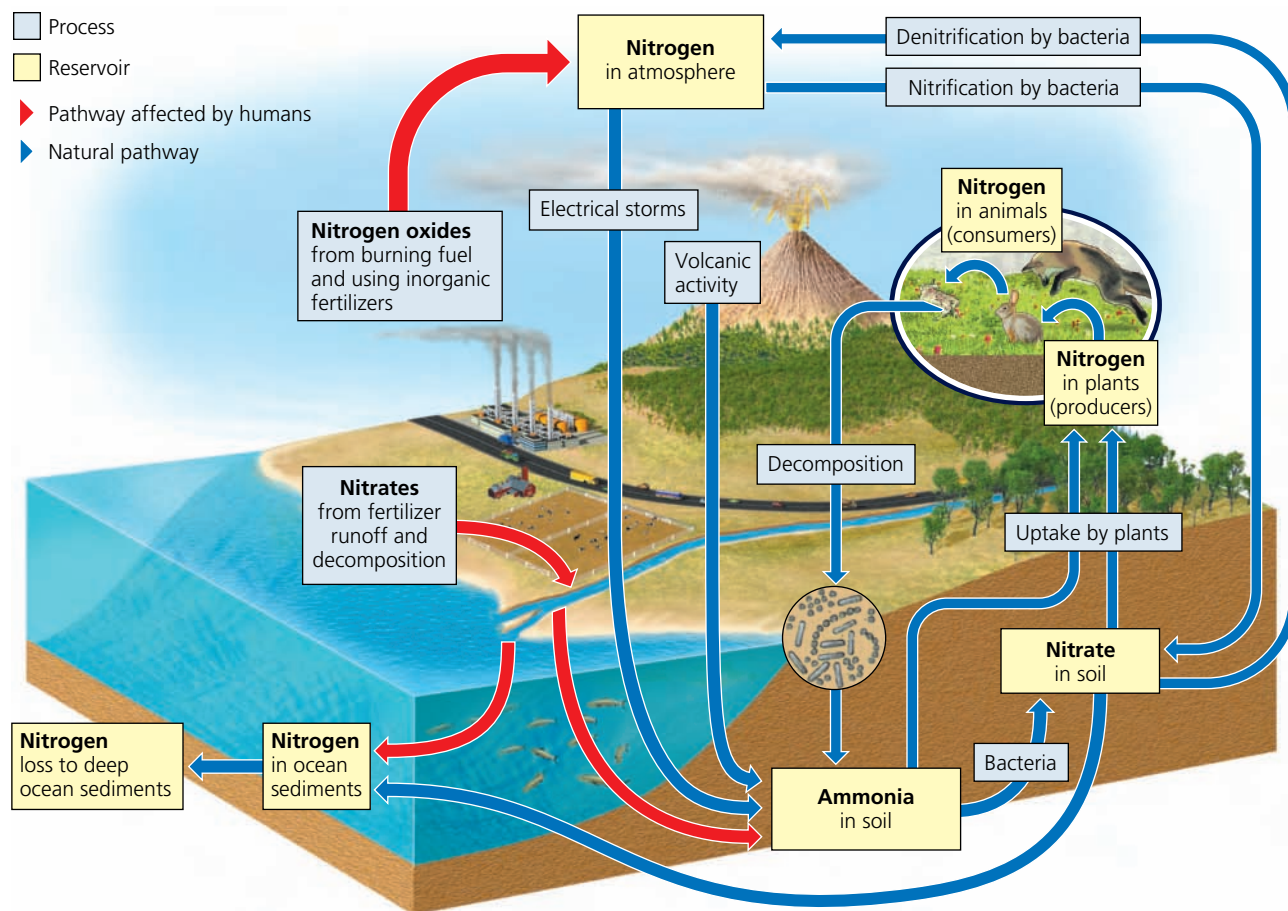 Process
Reservoir
Pathway affected by humans
Natural pathway
Nitrogen
in atmosphere
Denitrification by bacteria
Nitrification by bacteria
Nitrogen oxides
from burning fuel
and using inorganic
fertilizers
Electrical storms
Volcanic
activity
Nitrogen
in animals
(consumers)
Nitrogen
in plants
(producers)
Decomposition
Nitrates
from fertilizer
runoff and
decomposition
Uptake by plants
Nitrate
in soil
Nitrogen
loss to deep
ocean sediments
Nitrogen
in ocean
sediments
Bacteria
Ammonia
in soil